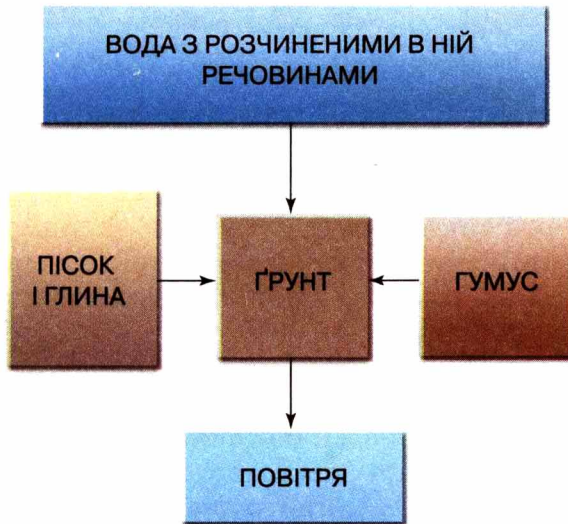 ВОДА З РОЗЧИНЕНИМИ В НІЙ
РЕЧОВИНАМИ
ПІСОК
І ГЛИНА
ҐРУНТ
ГУМУС
ПОВІТРЯ